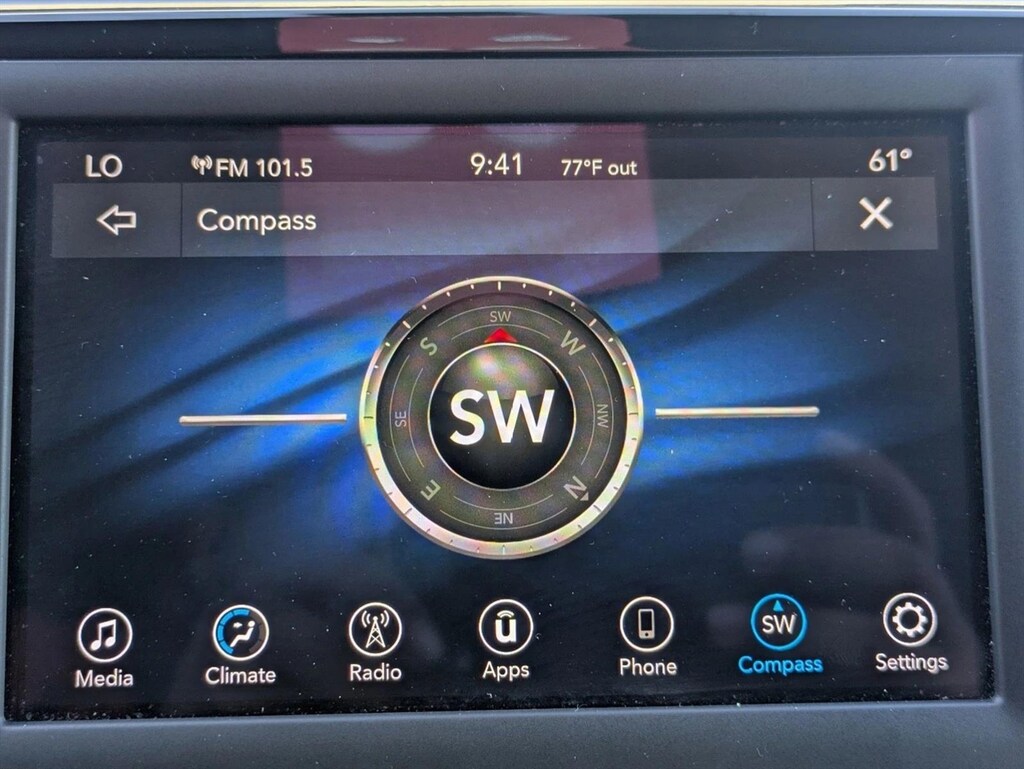 LO FM 101.5 9:41 77°F out 61°
Compass
SW
S W
SE SW NW
E N
NE
SW
Media Climate Radio Apps Phone Compass Settings